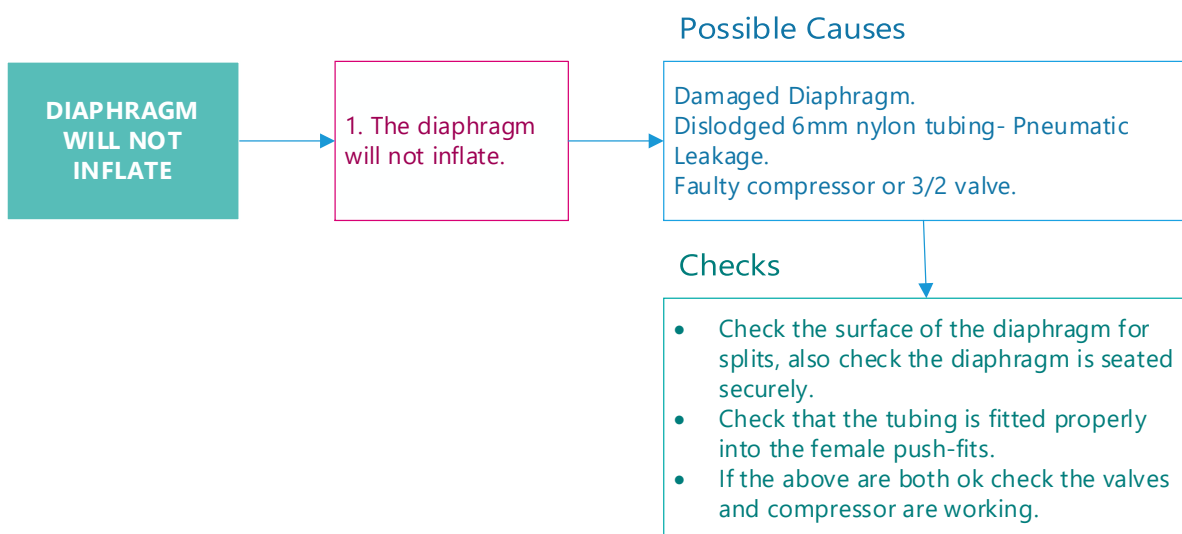 DIAPHRAGM
WILL NOT
INFLATE
1. The diaphragm
will not inflate.
Possible Causes
Damaged Diaphragm.
Dislodged 6mm nylon tubing- Pneumatic
Leakage.
Faulty compressor or 3/2 valve.
Checks
• Check the surface of the diaphragm for
splits, also check the diaphragm is seated
securely.
• Check that the tubing is fitted properly
into the female push-fits.
• If the above are both ok check the valves
and compressor are working.